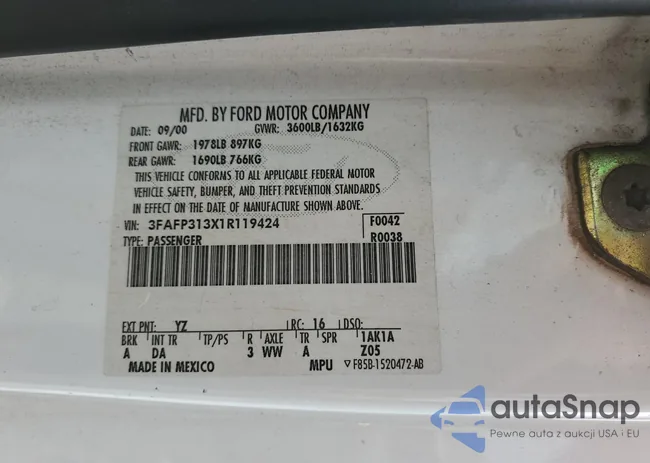 MFD. BY FORD MOTOR COMPANY
DATE: 09/00 GVWR: 3600LB/1632KG
FRONT GAWR: 1978LB 897KG
REAR GAWR: 1690LB 766KG
THIS VEHICLE CONFORMS TO ALL APPLICABLE FEDERAL MOTOR
VEHICLE SAFETY, BUMPER, AND THEFT PREVENTION STANDARDS
IN EFFECT ON THE DATE OF MANUFACTURE SHOWN ABOVE.
VIN: 3FAFP313X1R119424 F0042
TYPE: PASSENGER R0038
EXT PNT: YZ RC: 16 DSO:
BRK INT TR TP/PS R AXLE TR SPR 1AK1A
A DA 3 WW A Z05
MADE IN MEXICO MPU ▽F85B-1520472-AB
autoSnap
Pewne auta z aukcji USA i EU